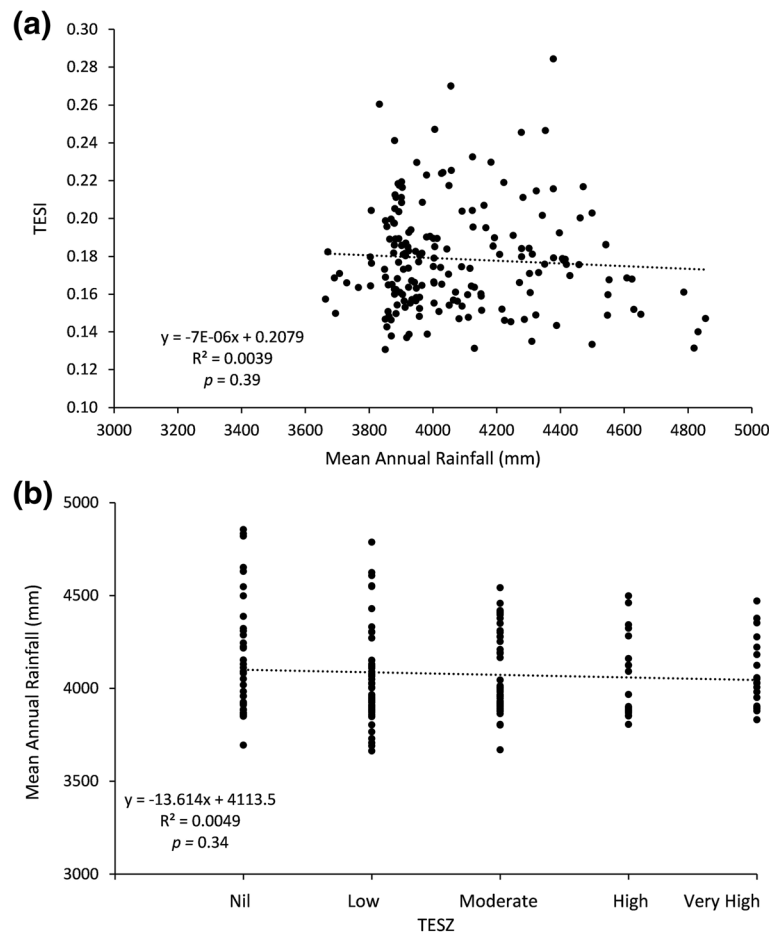 (a)
0.30
0.28
0.26
0.24
0.22
0.20
0.18
0.16
0.14
0.12
0.10
TESI
y = -7E-06x + 0.2079
R² = 0.0039
p = 0.39
3000 3200 3400 3600 3800 4000 4200 4400 4600 4800 5000
Mean Annual Rainfall (mm)
(b)
5000
4500
4000
3500
3000
Mean Annual Rainfall (mm)
y = -13.614x + 4113.5
R² = 0.0049
p = 0.34
Nil Low Moderate High Very High
TESZ